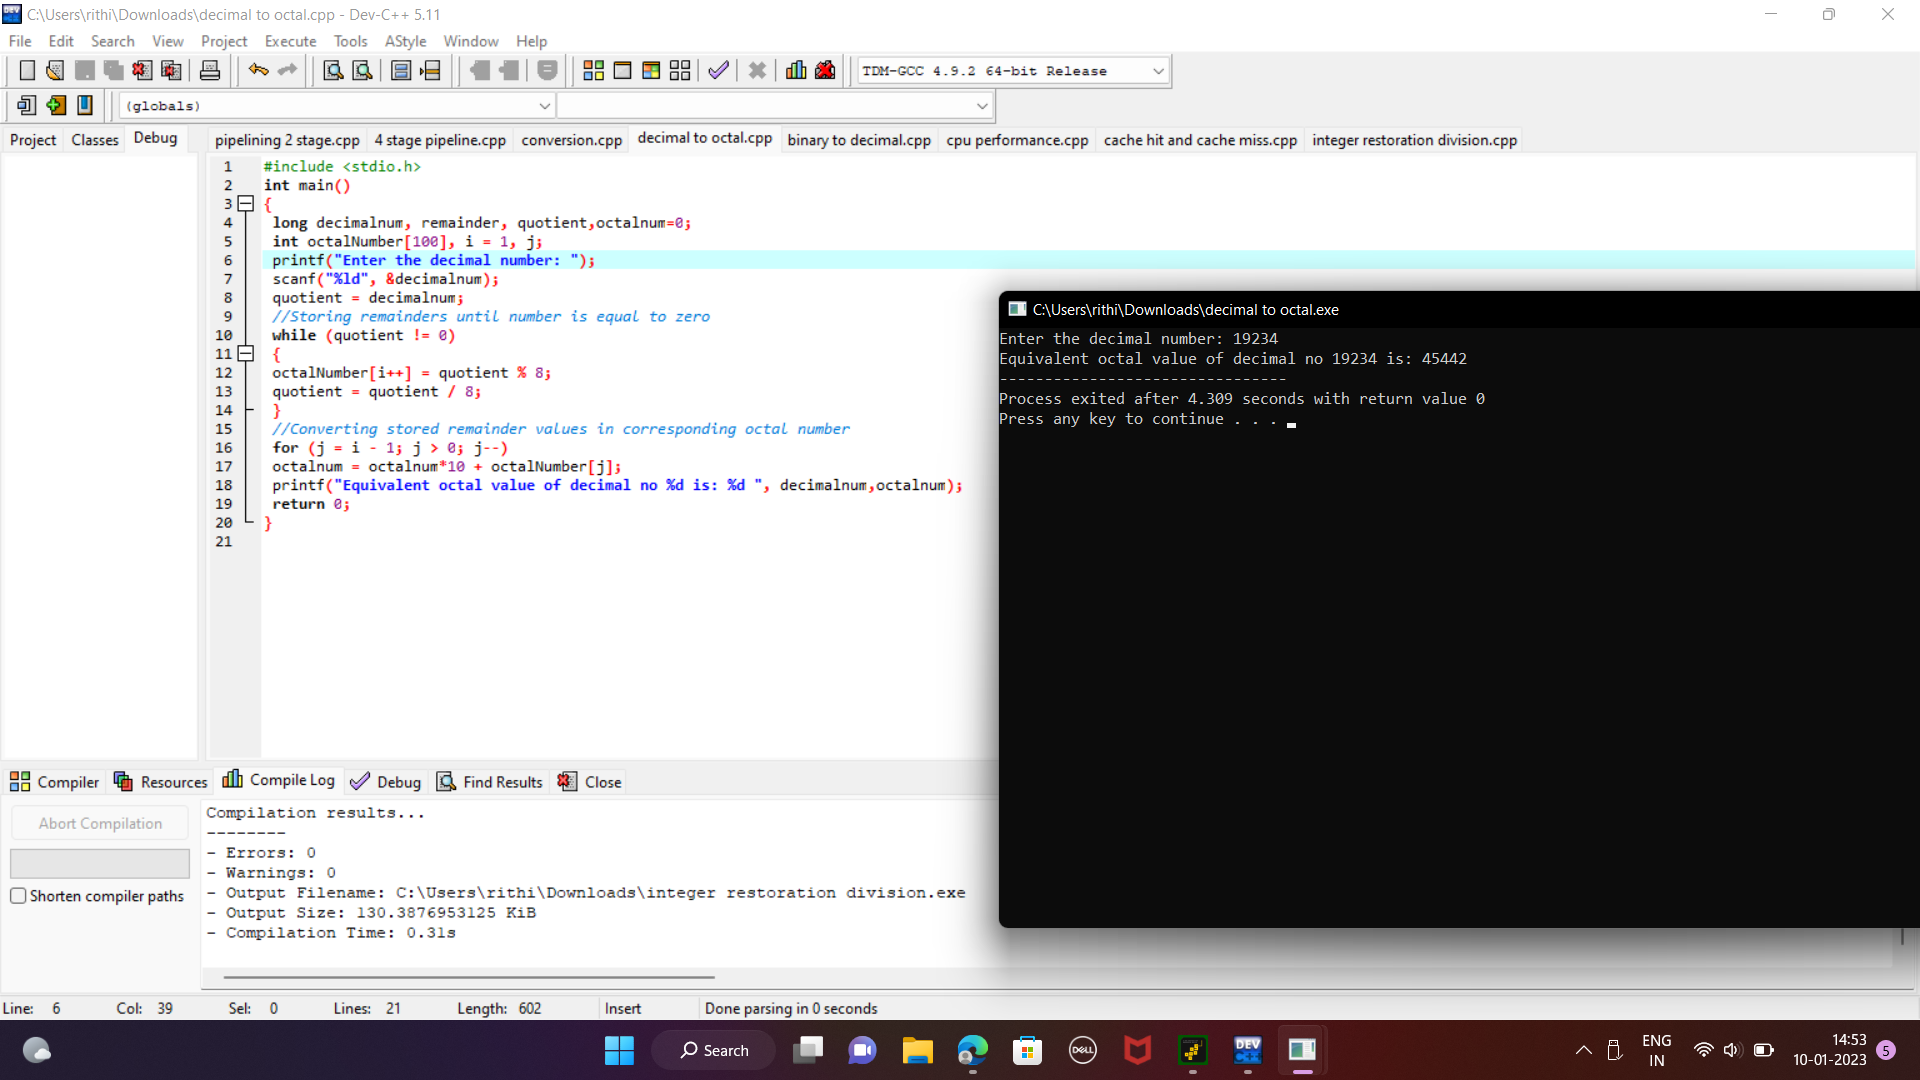 C:\Users\rithi\Downloads\decimal to octal.cpp - Dev-C++ 5.11
File Edit Search View Project Execute Tools AStyle Window Help
TDM-GCC 4.9.2 64-bit Release
(globals)
Project Classes Debug
pipelining 2 stage.cpp 4 stage pipeline.cpp conversion.cpp decimal to octal.cpp binary to decimal.cpp cpu performance.cpp cache hit and cache miss.cpp integer restoration division.cpp
1 #include <stdio.h>
2 int main()
3 {
4 long decimalnum, remainder, quotient,octalnum=0;
5 int octalNumber[100], i = 1, j;
6 printf("Enter the decimal number: ");
7 scanf("%ld", &decimalnum);
8 quotient = decimalnum;
9 //Storing remainders until number is equal to zero
10 while (quotient != 0)
11 {
12 octalNumber[i++] = quotient % 8;
13 quotient = quotient / 8;
14 }
15 //Converting stored remainder values in corresponding octal number
16 for (j = i - 1; j > 0; j--)
17 octalnum = octalnum*10 + octalNumber[j];
18 printf("Equivalent octal value of decimal no %d is: %d ", decimalnum,octalnum);
19 return 0;
20 }
21
C:\Users\rithi\Downloads\decimal to octal.exe
Enter the decimal number: 19234
Equivalent octal value of decimal no 19234 is: 45442
--------------------------------
Process exited after 4.309 seconds with return value 0
Press any key to continue . . .
Compiler Resources Compile Log Debug Find Results Close
Abort Compilation
Shorten compiler paths
Compilation results...
--------
- Errors: 0
- Warnings: 0
- Output Filename: C:\Users\rithi\Downloads\integer restoration division.exe
- Output Size: 130.3876953125 KiB
- Compilation Time: 0.31s
Line: 6 Col: 39 Sel: 0 Lines: 21 Length: 602 Insert Done parsing in 0 seconds
Search
DELL
DEV
C++
ENG
IN
14:53
10-01-2023
5